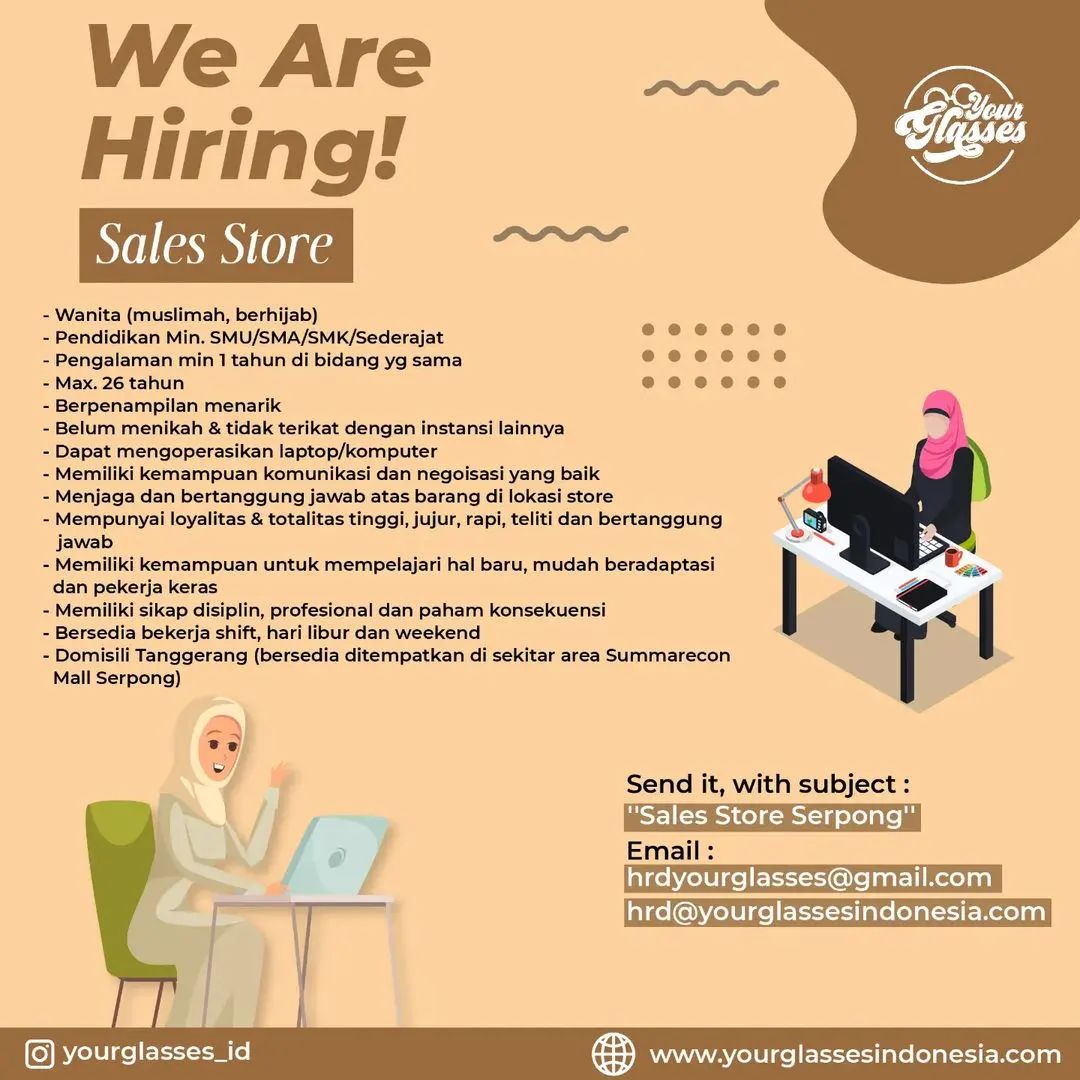 We Are
Hiring!
Your
Glasses
Sales Store
- Wanita (muslimah, berhijab)
- Pendidikan Min. SMU/SMA/SMK/Sederajat
- Pengalaman min 1 tahun di bidang yg sama
- Max. 26 tahun
- Berpenampilan menarik
- Belum menikah & tidak terikat dengan instansi lainnya
- Dapat mengoperasikan laptop/komputer
- Memiliki kemampuan komunikasi dan negoisasi yang baik
- Menjaga dan bertanggung jawab atas barang di lokasi store
- Mempunyai loyalitas & totalitas tinggi, jujur, rapi, teliti dan bertanggung
jawab
- Memiliki kemampuan untuk mempelajari hal baru, mudah beradaptasi
dan pekerja keras
- Memiliki sikap disiplin, profesional dan paham konsekuensi
- Bersedia bekerja shift, hari libur dan weekend
- Domisili Tanggerang (bersedia ditempatkan di sekitar area Summarecon
Mall Serpong)
Send it, with subject :
"Sales Store Serpong"
Email :
hrdyourglasses@gmail.com
hrd@yourglassesindonesia.com
yourglasses_id
www.yourglassesindonesia.com